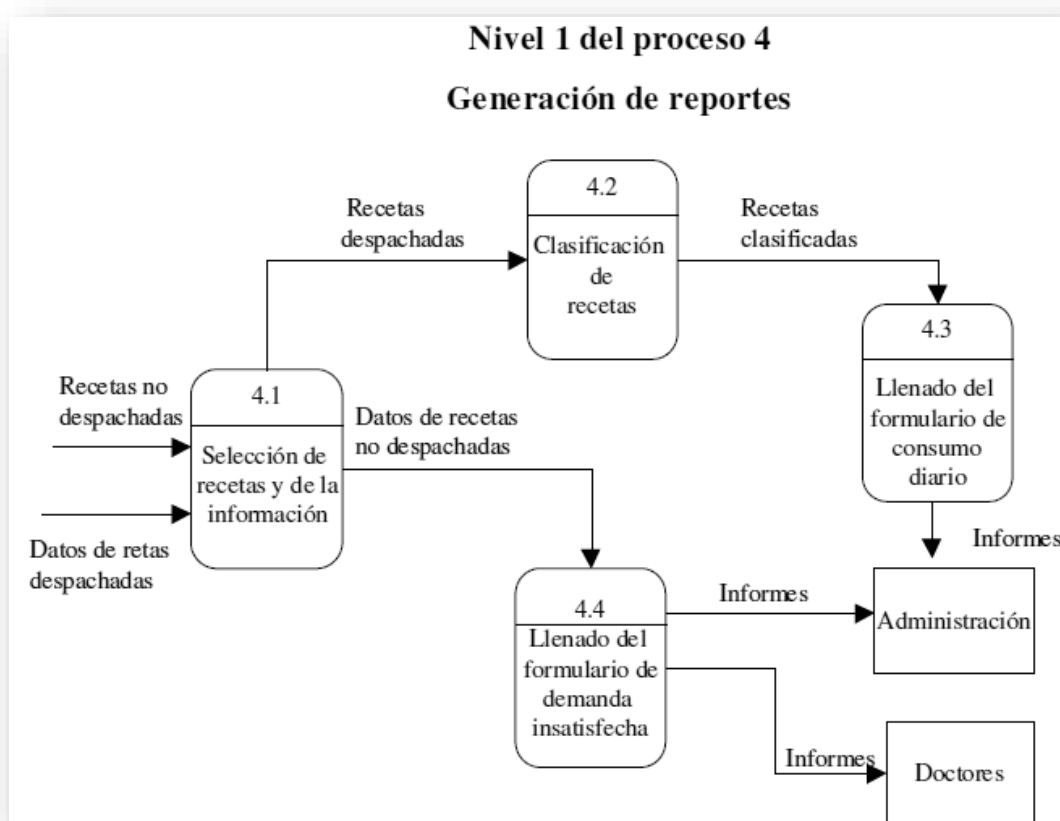 Nivel 1 del proceso 4
Generación de reportes
4.2
Clasificación
de
recetas
Recetas
despachadas
Recetas
clasificadas
4.3
Llenado del
formulario de
consumo
diario
Recetas no
despachadas
4.1
Selección de
recetas y de la
información
Datos de recetas
no despachadas
Datos de retas
despachadas
Informes
4.4
Llenado del
formulario de
demanda
insatisfecha
Informes
Administración
Informes
Doctores